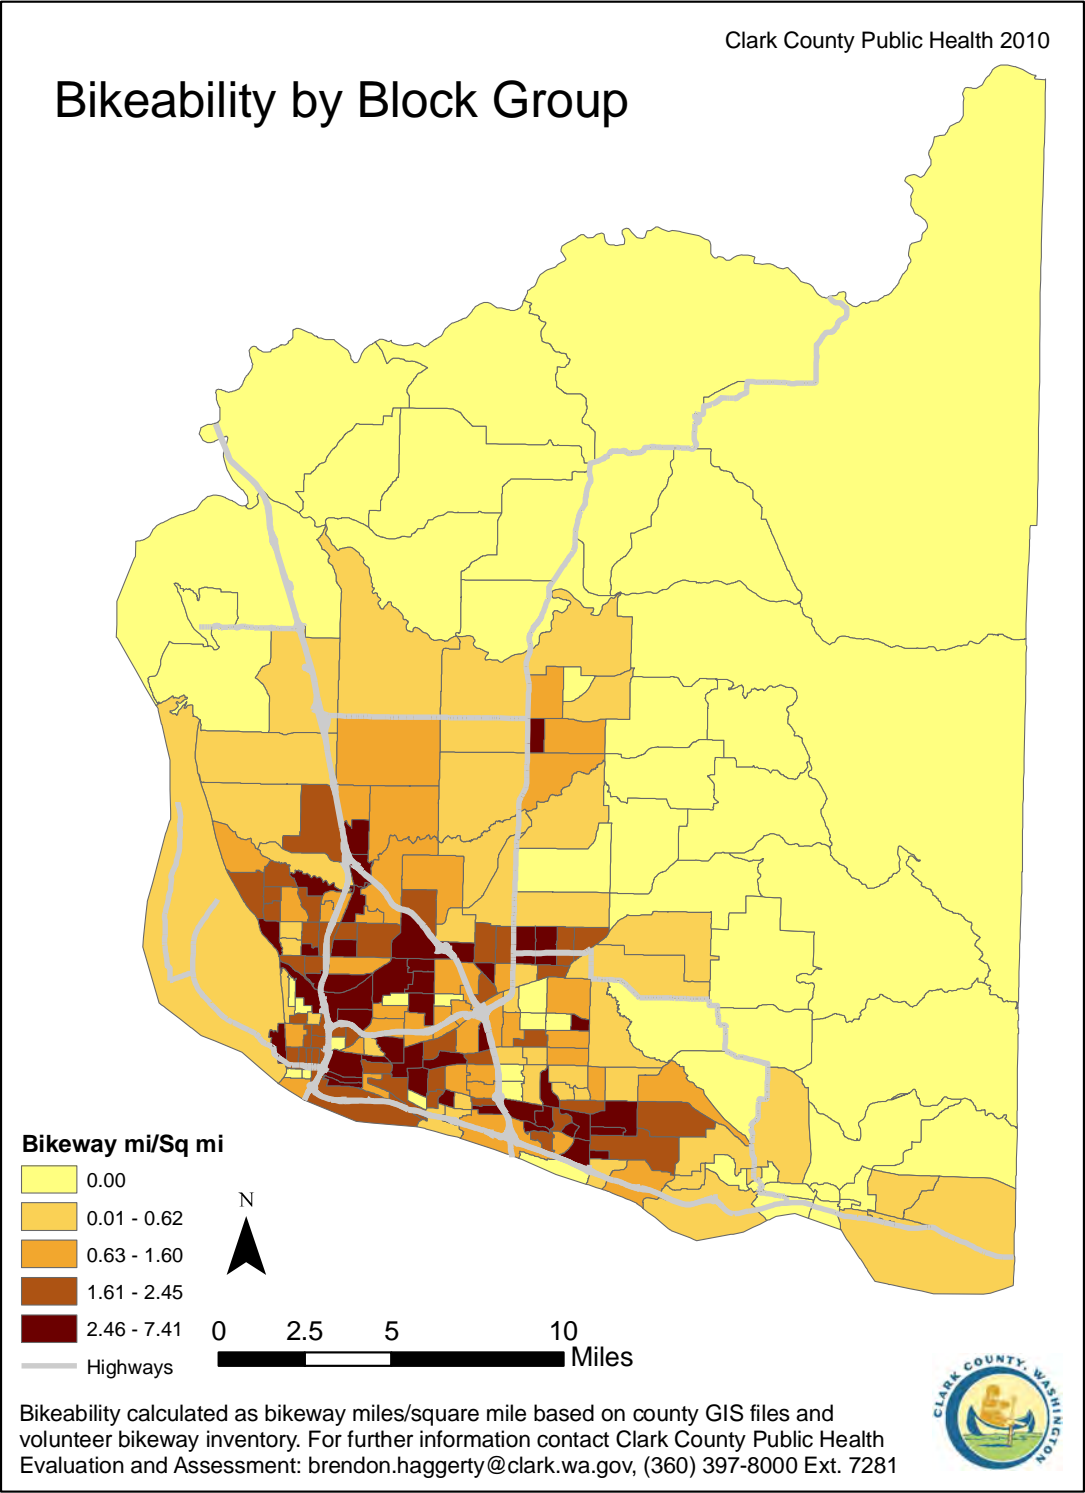 Clark County Public Health 2010
Bikeability by Block Group
Bikeway mi/Sq mi
0.00
0.01 - 0.62
0.63 - 1.60
1.61 - 2.45
2.46 - 7.41
Highways
N
0 2.5 5 10
Miles
Bikeability calculated as bikeway miles/square mile based on county GIS files and
volunteer bikeway inventory. For further information contact Clark County Public Health
Evaluation and Assessment: brendon.haggerty@clark.wa.gov, (360) 397-8000 Ext. 7281
CLARK COUNTY, WASHINGTON